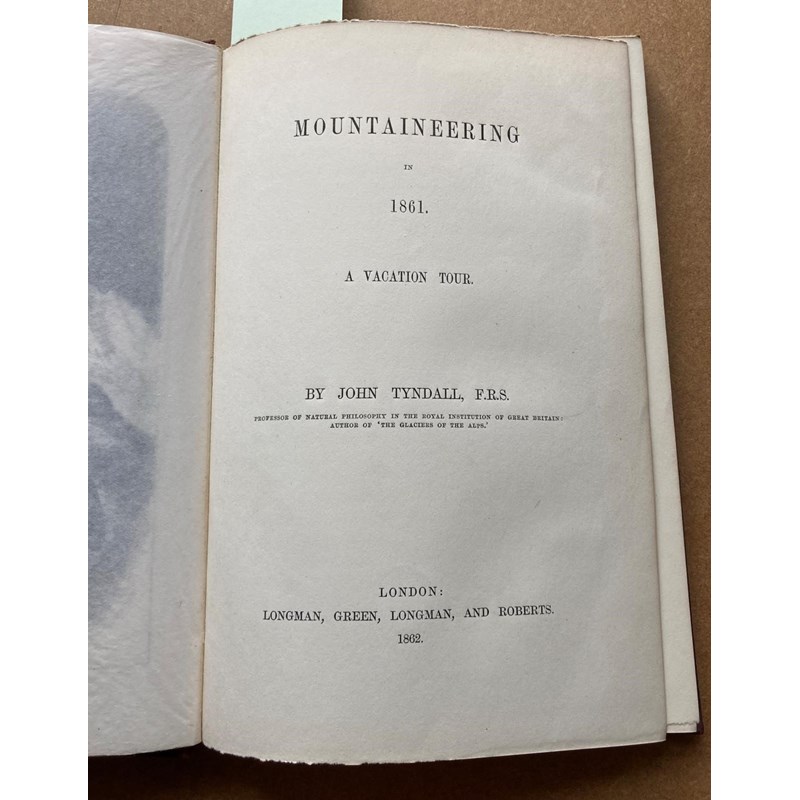 MOUNTAINEERING
IN
1861.
A VACATION TOUR.
BY JOHN TYNDALL, F.R.S.
PROFESSOR OF NATURAL PHILOSOPHY IN THE ROYAL INSTITUTION OF GREAT BRITAIN:
AUTHOR OF 'THE GLACIERS OF THE ALPS.'
LONDON:
LONGMAN, GREEN, LONGMAN, AND ROBERTS.
1862.